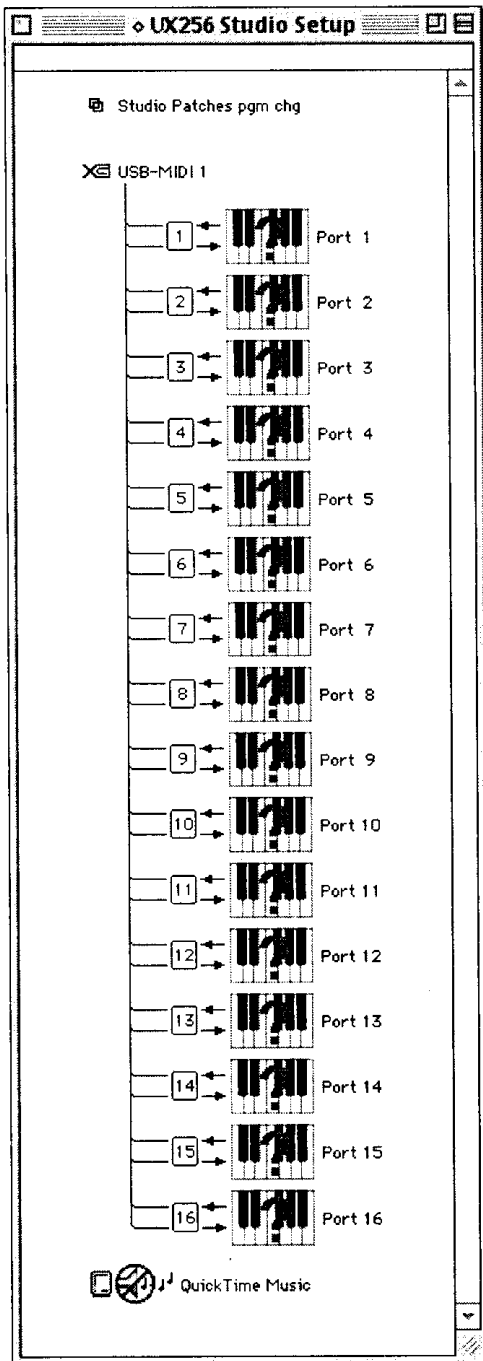 ◇ UX256 Studio Setup
Studio Patches pgm chg
USB-MIDI 1
1 Port 1
2 Port 2
3 Port 3
4 Port 4
5 Port 5
6 Port 6
7 Port 7
8 Port 8
9 Port 9
10 Port 10
11 Port 11
12 Port 12
13 Port 13
14 Port 14
15 Port 15
16 Port 16
QuickTime Music